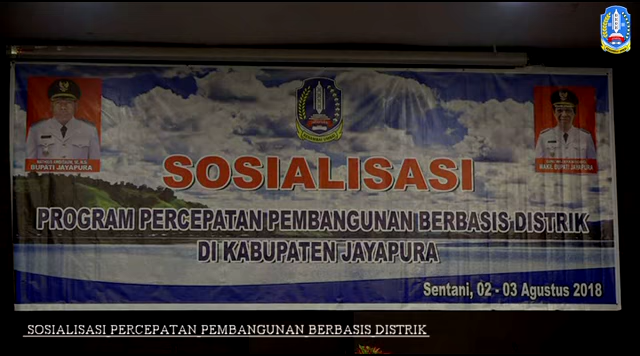 SOSIALISASI
PROGRAM PERCEPATAN PEMBANGUNAN BERBASIS DISTRIK
DI KABUPATEN JAYAPURA
BUPATI JAYAPURA
WAKIL BUPATI JAYAPURA
Sentani, 02 - 03 Agustus 2018
SOSIALISASI PERCEPATAN PEMBANGUNAN BERBASIS DISTRIK